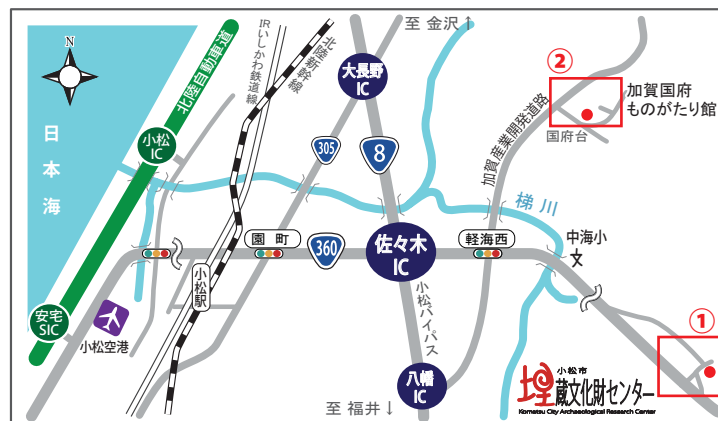 至 金沢↑
N
IRいしかわ鉄道線
北陸新幹線
北陸自動車道
大長野
IC
②
加賀国府
ものがたり館
国府台
加賀産業開発道路
日本海
小松
IC
305
8
梯川
園町
360
佐々木
IC
軽海西
中海小
文
小松駅
小松バイパス
安宅
SIC
小松空港
①
八幡
IC
至 福井↓
小松市
埋蔵文化財センター
Komatsu City Archaeological Research Center